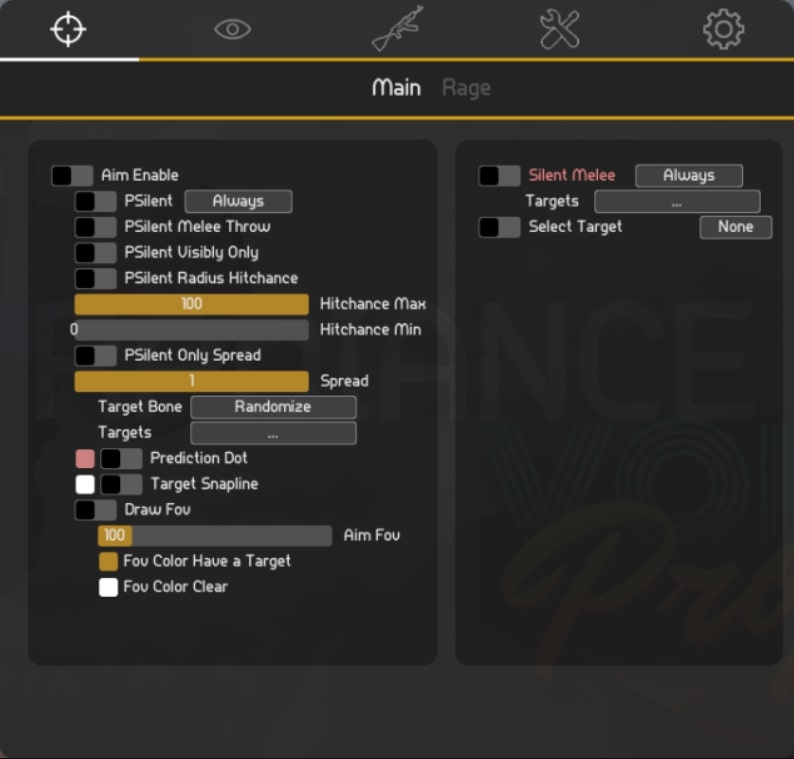 Main Rage
Aim Enable
PSilent Always
PSilent Melee Throw
PSilent Visibly Only
PSilent Radius Hitchance
100 Hitchance Max
0 Hitchance Min
PSilent Only Spread
1 Spread
Target Bone Randomize
Targets ...
Prediction Dot
Target Snapline
Draw Fov
100 Aim Fov
Fov Color Have a Target
Fov Color Clear
Silent Melee Always
Targets ...
Select Target None